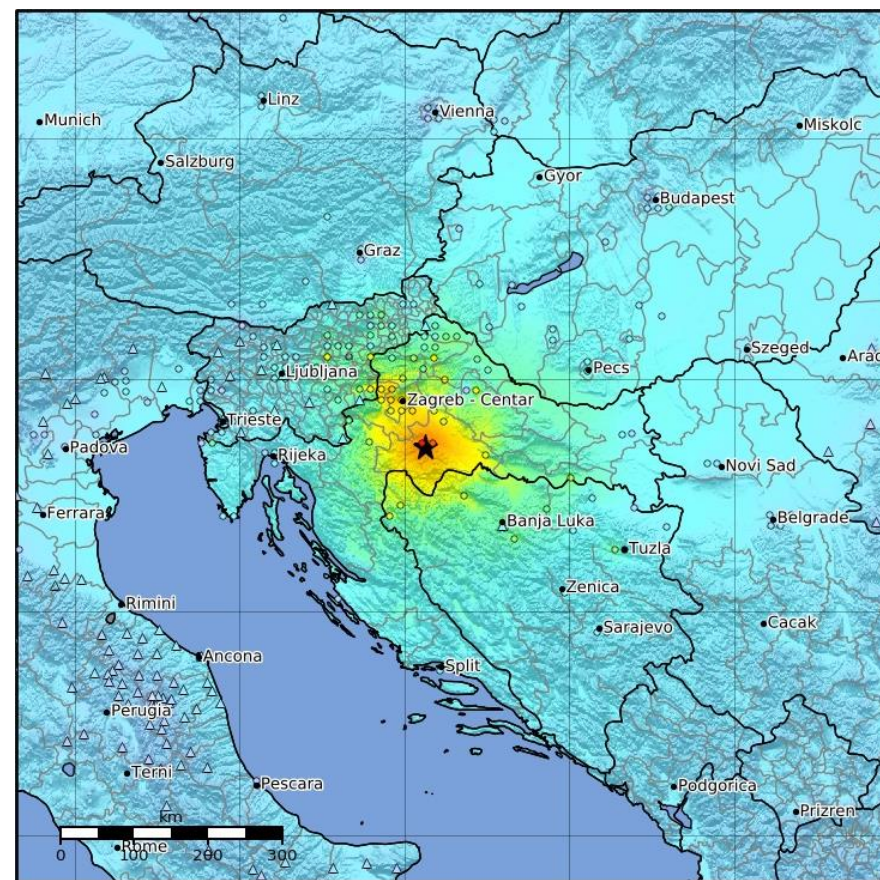 Linz
Munich
Vienna
Miskolc
Salzburg
Gyor
Budapest
Graz
Szeged
Arad
Pecs
Ljubljana
Zagreb - Centar
Trieste
Padova
Rijeka
Novi Sad
Ferrara
Banja Luka
Belgrade
Tuzla
Zenica
Rimini
Cacak
Sarajevo
Ancona
Split
Perugia
Terni
Pescara
Podgorica
Prizren
km
Rome
0 100 200 300